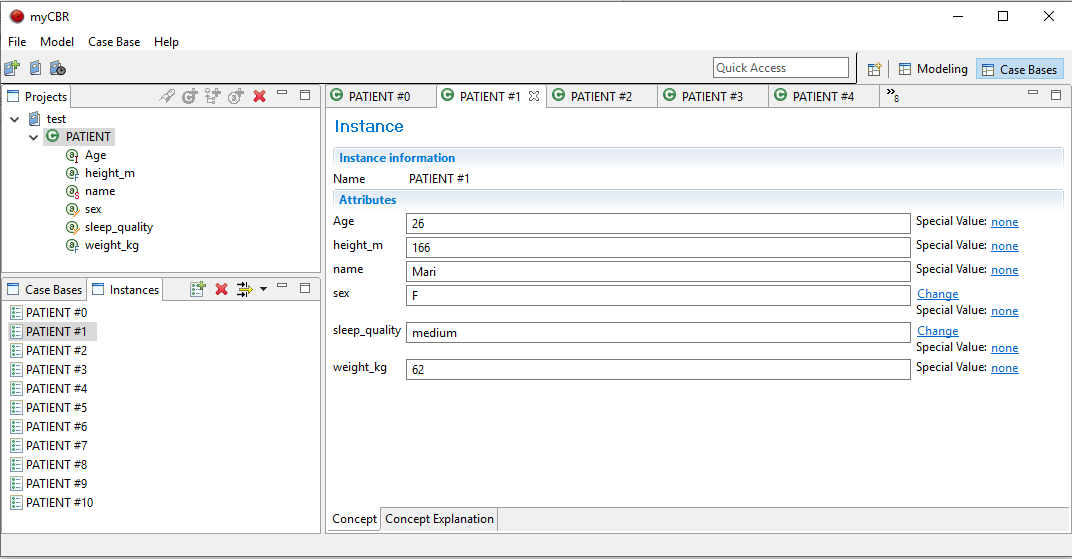 myCBR
File Model Case Base Help
Quick Access
Modeling
Case Bases
Projects
test
PATIENT
Age
height_m
name
sex
sleep_quality
weight_kg
Case Bases
Instances
PATIENT #0
PATIENT #1
PATIENT #2
PATIENT #3
PATIENT #4
PATIENT #5
PATIENT #6
PATIENT #7
PATIENT #8
PATIENT #9
PATIENT #10
PATIENT #0
PATIENT #1
PATIENT #2
PATIENT #3
PATIENT #4
»8
Instance
Instance information
Name PATIENT #1
Attributes
Age 26 Special Value: none
height_m 166 Special Value: none
name Mari Special Value: none
sex F Change
Special Value: none
sleep_quality medium Change
Special Value: none
weight_kg 62 Special Value: none
Concept Concept Explanation